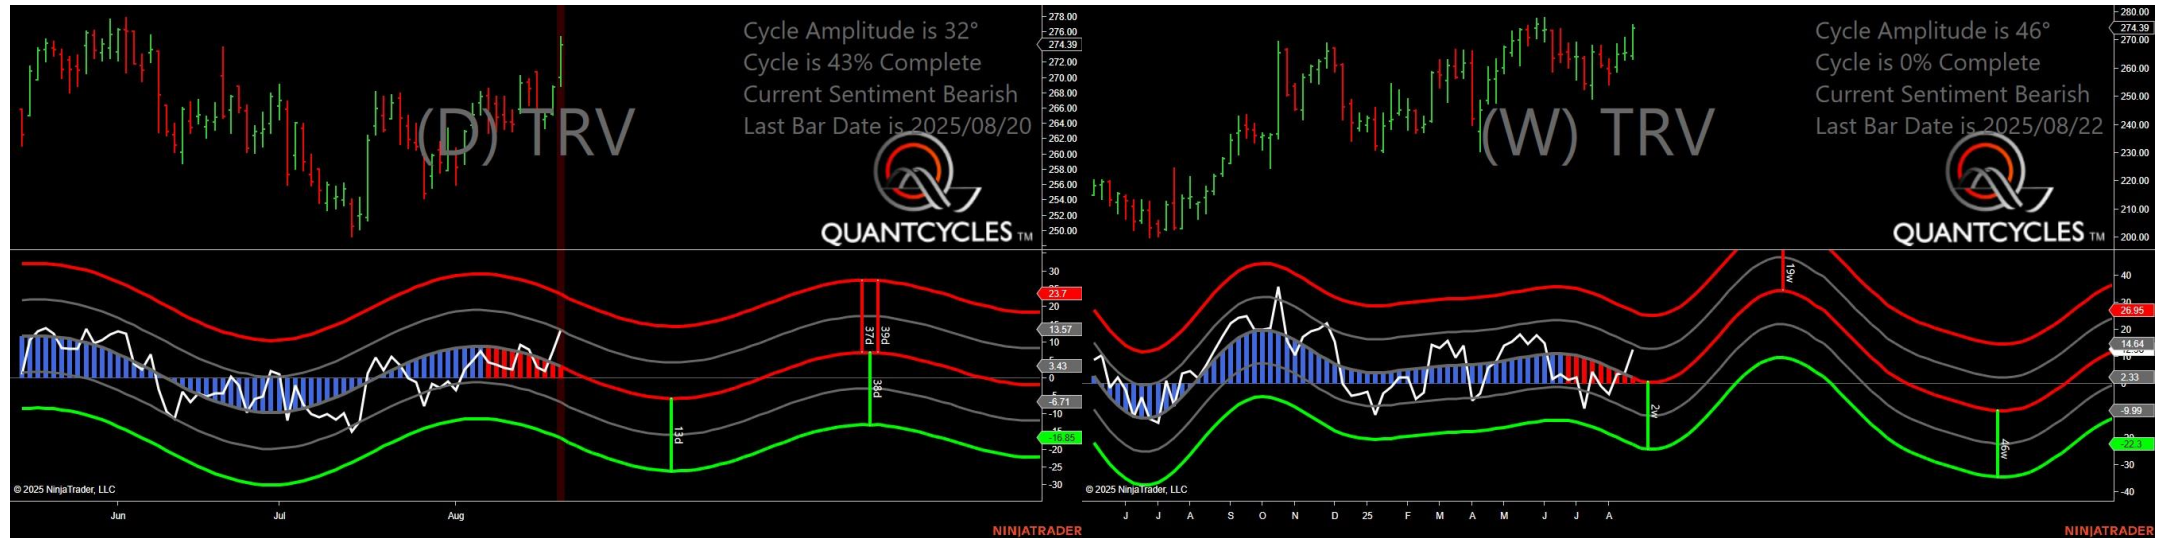 Cycle Amplitude is 32°
Cycle is 43% Complete
Current Sentiment Bearish
Last Bar Date is 2025/08/20
(D) TRV
QUANTCYCLES TM
278.00
276.00
274.39
272.00
270.00
268.00
266.00
264.00
262.00
260.00
258.00
256.00
254.00
252.00
250.00
30
23.7
20
13.57
10
3.43
0
-6.71
-10
-16.85
-20
-25
-30
13d
37d
39d
38d
© 2025 NinjaTrader, LLC
Jun
Jul
Aug
NINJATRADER
Cycle Amplitude is 46°
Cycle is 0% Complete
Current Sentiment Bearish
Last Bar Date is 2025/08/22
(W) TRV
QUANTCYCLES TM
280.00
274.39
270.00
260.00
250.00
240.00
230.00
220.00
210.00
200.00
40
26.95
20
14.64
2.33
-9.99
-22.3
-30
-40
2w
19w
46w
© 2025 NinjaTrader, LLC
J
J
A
S
O
N
D
25
F
M
A
M
J
J
A
NINJATRADER